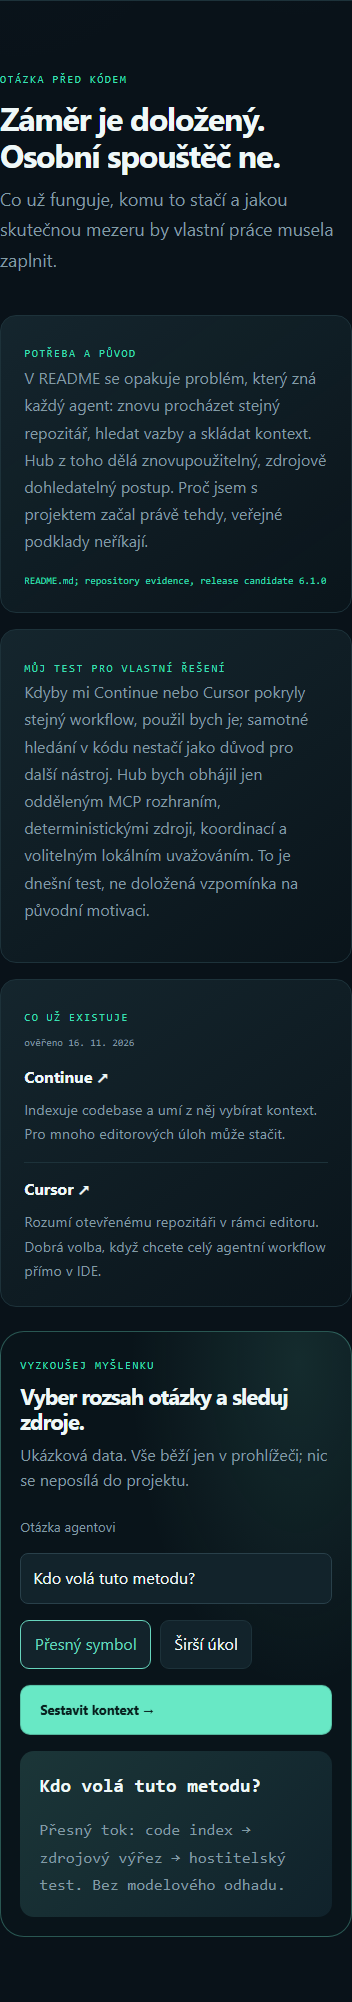 OTÁZKA PŘED KÓDEM
Záměr je doložený.
Osobní spouštěč ne.
Co už funguje, komu to stačí a jakou
skutečnou mezeru by vlastní práce musela
zaplnit.
POTŘEBA A PŮVOD
V README se opakuje problém, který zná
každý agent: znovu procházet stejný
repozitář, hledat vazby a skládat kontext.
Hub z toho dělá znovupoužitelný, zdrojově
dohledatelný postup. Proč jsem s
projektem začal právě tehdy, veřejné
podklady neříkají.
README.md; repository evidence, release candidate 6.1.0
MŮJ TEST PRO VLASTNÍ ŘEŠENÍ
Kdyby mi Continue nebo Cursor pokryly
stejný workflow, použil bych je; samotné
hledání v kódu nestačí jako důvod pro
další nástroj. Hub bych obhájil jen
odděleným MCP rozhraním,
deterministickými zdroji, koordinací a
volitelným lokálním uvažováním. To je
dnešní test, ne doložená vzpomínka na
původní motivaci.
CO UŽ EXISTUJE
ověřeno 16. 11. 2026
Continue ↗
Indexuje codebase a umí z něj vybírat kontext.
Pro mnoho editorových úloh může stačit.
Cursor ↗
Rozumí otevřenému repozitáři v rámci editoru.
Dobrá volba, když chcete celý agentní workflow
přímo v IDE.
VYZKOUŠEJ MYŠLENKU
Vyber rozsah otázky a sleduj
zdroje.
Ukázková data. Vše běží jen v prohlížeči; nic
se neposílá do projektu.
Otázka agentovi
Kdo volá tuto metodu?
Přesný symbol Širší úkol
Sestavit kontext →
Kdo volá tuto metodu?
Přesný tok: code index →
zdrojový výřez → hostitelský
test. Bez modelového odhadu.